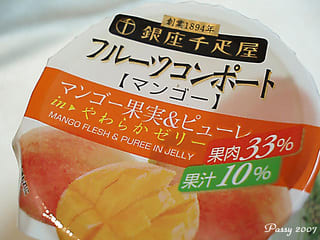 創業1894年
千 銀座千疋屋
フルーツコンポート
【マンゴー】
マンゴー果実&ピューレ
in▶やわらかゼリー
MANGO FLESH & PUREE IN JELLY
果肉33%
果汁10%
Passy 2007